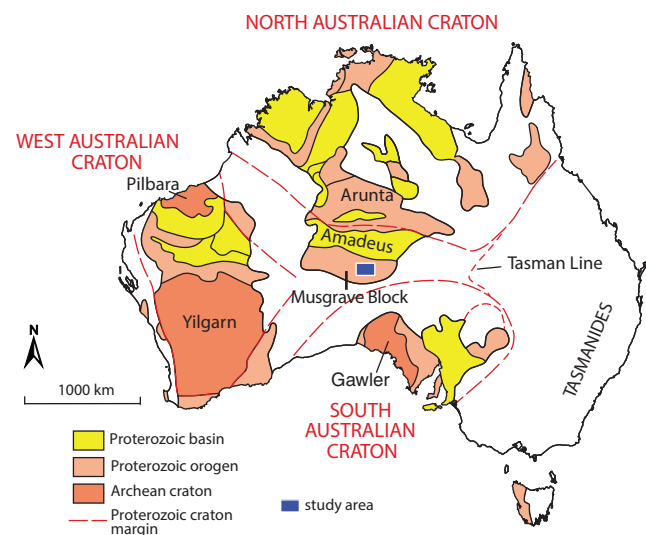 NORTH AUSTRALIAN CRATON
WEST AUSTRALIAN
CRATON
Pilbara
Arunta
Amadeus
Tasman Line
Musgrave Block
Yilgarn
TASMANIDES
N
1000 km
Gawler
SOUTH
AUSTRALIAN
CRATON
Proterozoic basin
Proterozoic orogen
Archean craton
study area
Proterozoic craton
margin